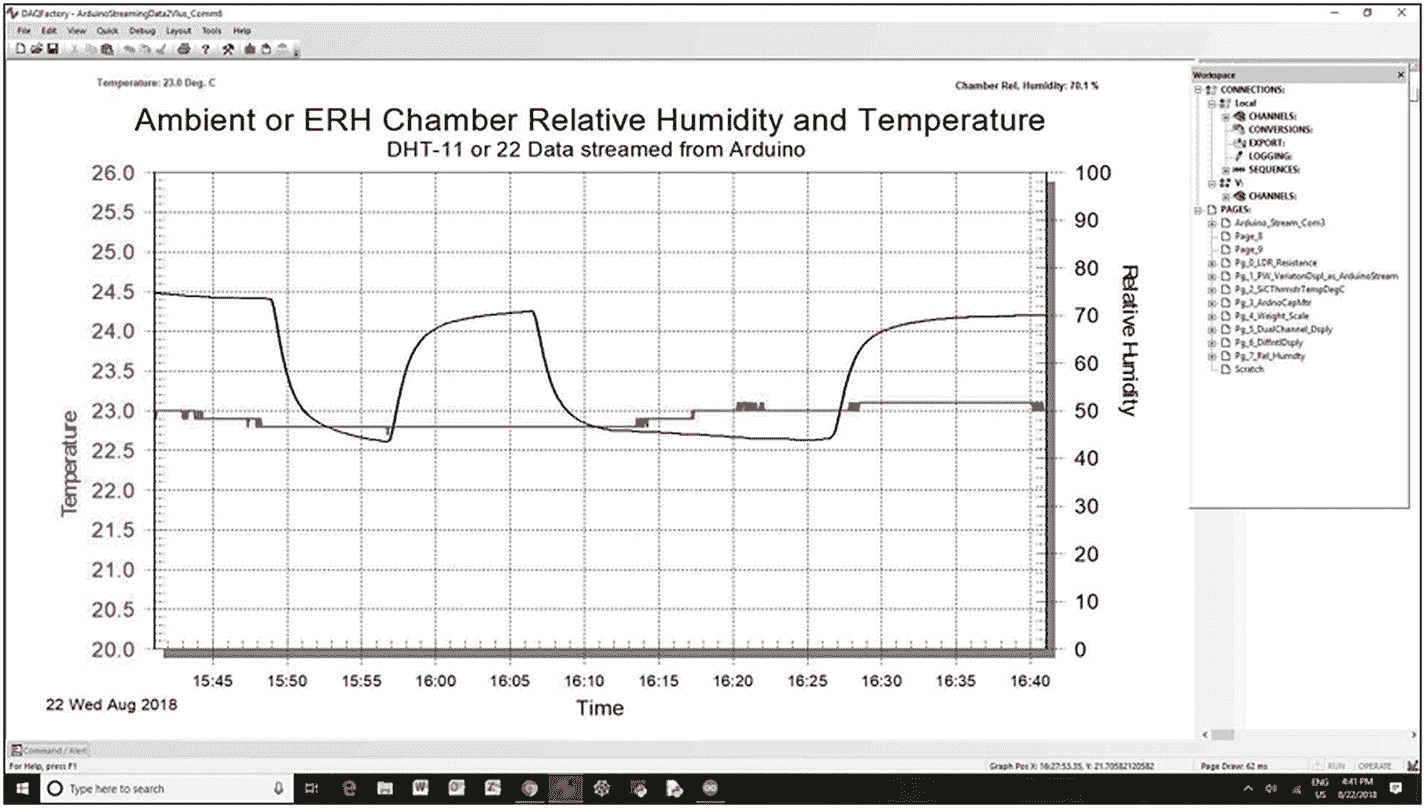 DAQFactory - ArduinoStreamingData2Vlus_Comm6
File Edit View Quick Debug Layout Tools Help
Temperature: 23.0 Deg. C
Chamber Rel. Humidity: 70.1 %
Ambient or ERH Chamber Relative Humidity and Temperature
DHT-11 or 22 Data streamed from Arduino
26.0
25.5
25.0
24.5
24.0
23.5
23.0
22.5
22.0
21.5
21.0
20.5
20.0
Temperature
100
90
80
70
60
50
40
30
20
10
0
Relative Humidity
15:45 15:50 15:55 16:00 16:05 16:10 16:15 16:20 16:25 16:30 16:35 16:40
22 Wed Aug 2018
Time
Workspace
CONNECTIONS:
Local
CHANNELS:
CONVERSIONS:
EXPORT:
LOGGING:
SEQUENCES:
V:
CHANNELS:
PAGES:
Arduino_Stream_Com3
Page_8
Page_9
Pg_0_LDR_Resistance
Pg_1_PW_VariatonDspl_as_ArduinoStream
Pg_2_SiCThrmstrTempDegC
Pg_3_ArdnoCapMtr
Pg_4_Weight_Scale
Pg_5_DualChannel_Dsply
Pg_6_DiffntlDsply
Pg_7_Rel_Humdty
Scratch
Command / Alert
For Help, press F1
Graph Pos X: 16:27:53.35, Y: 21.70582120582
Page Draw: 62 ms
RUN OPERATE
Type here to search
ENG
US
4:41 PM
8/22/2018